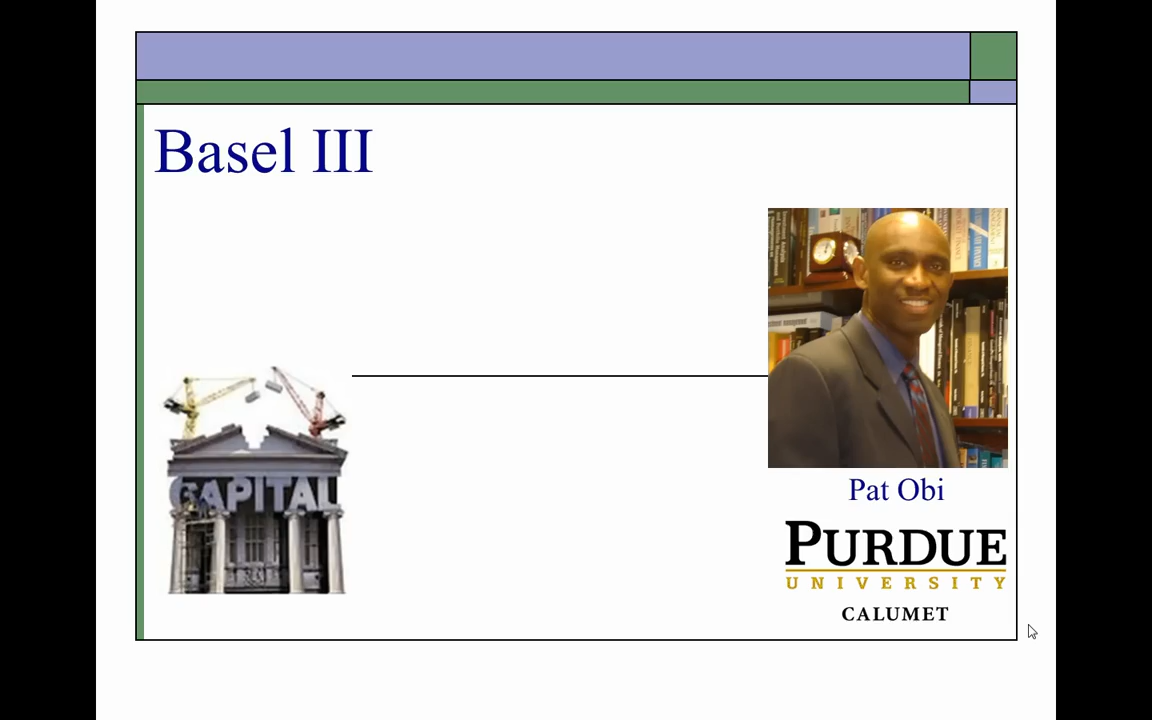 Basel III
CAPITAL
Pat Obi
PURDUE
UNIVERSITY
CALUMET